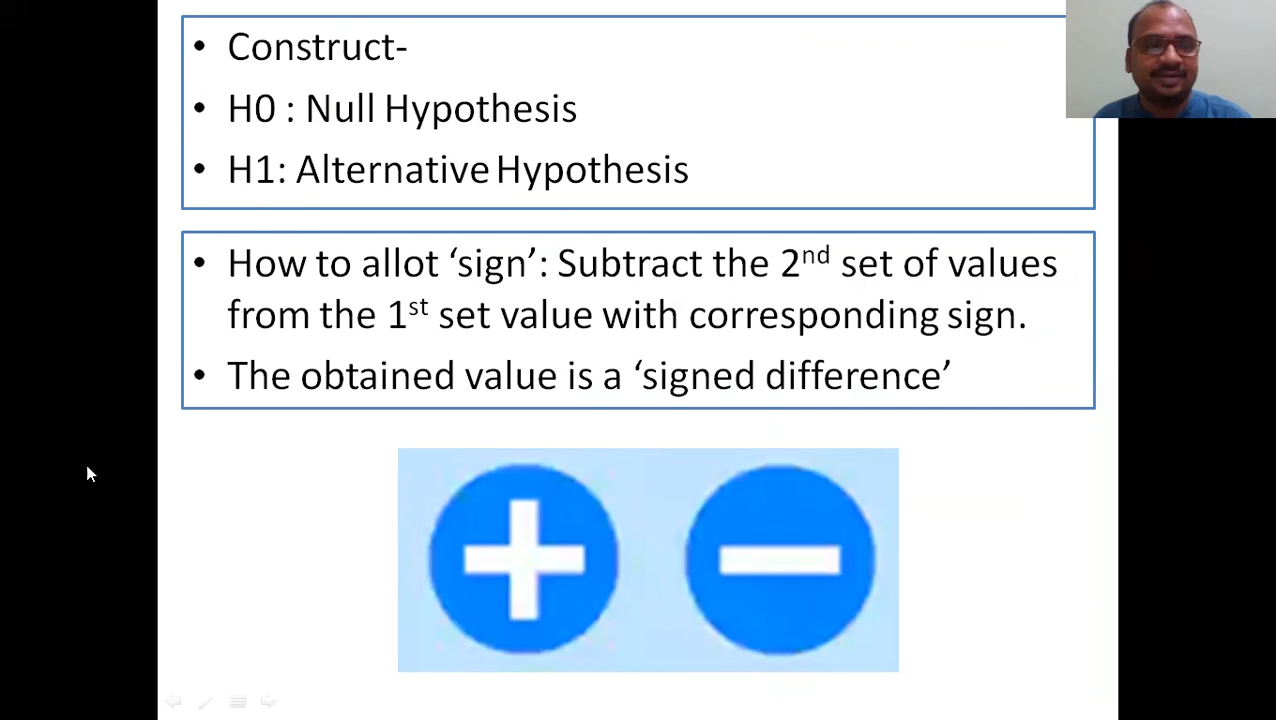 • Construct-
• H0 : Null Hypothesis
• H1: Alternative Hypothesis
• How to allot ‘sign’: Subtract the 2nd set of values
from the 1st set value with corresponding sign.
• The obtained value is a ‘signed difference’